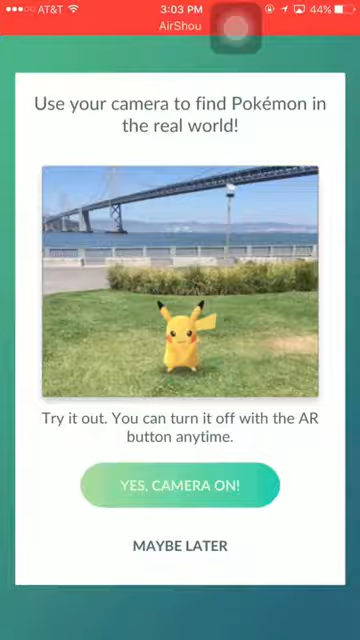 AT&T 3:03 PM 44%
AirShou
Use your camera to find Pokémon in
the real world!
Try it out. You can turn it off with the AR
button anytime.
YES, CAMERA ON!
MAYBE LATER